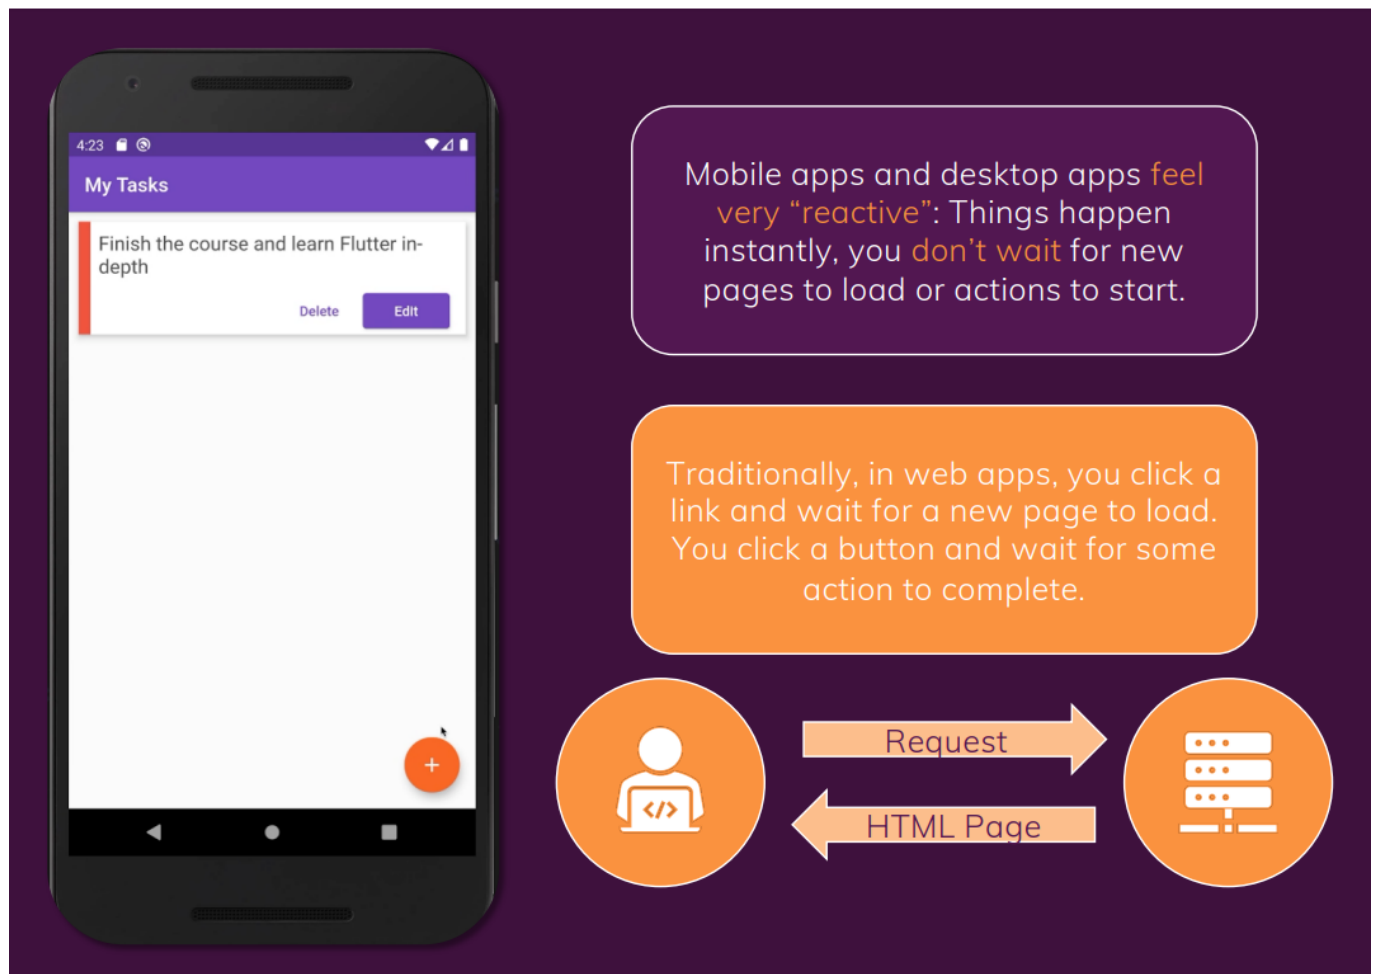 4:23
My Tasks
Finish the course and learn Flutter in-
depth
Delete
Edit
Mobile apps and desktop apps feel
very “reactive”: Things happen
instantly, you don’t wait for new
pages to load or actions to start.
Traditionally, in web apps, you click a
link and wait for a new page to load.
You click a button and wait for some
action to complete.
Request
HTML Page